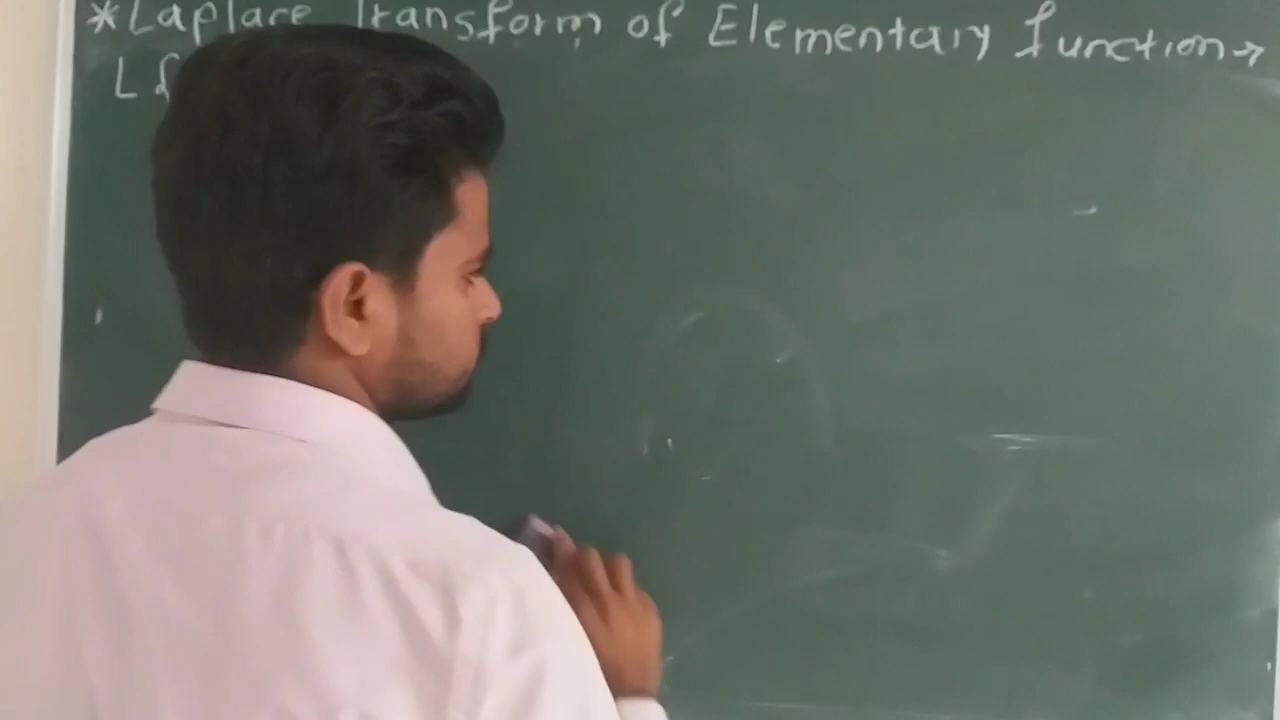 *Laplace Transform of Elementary function→
L {